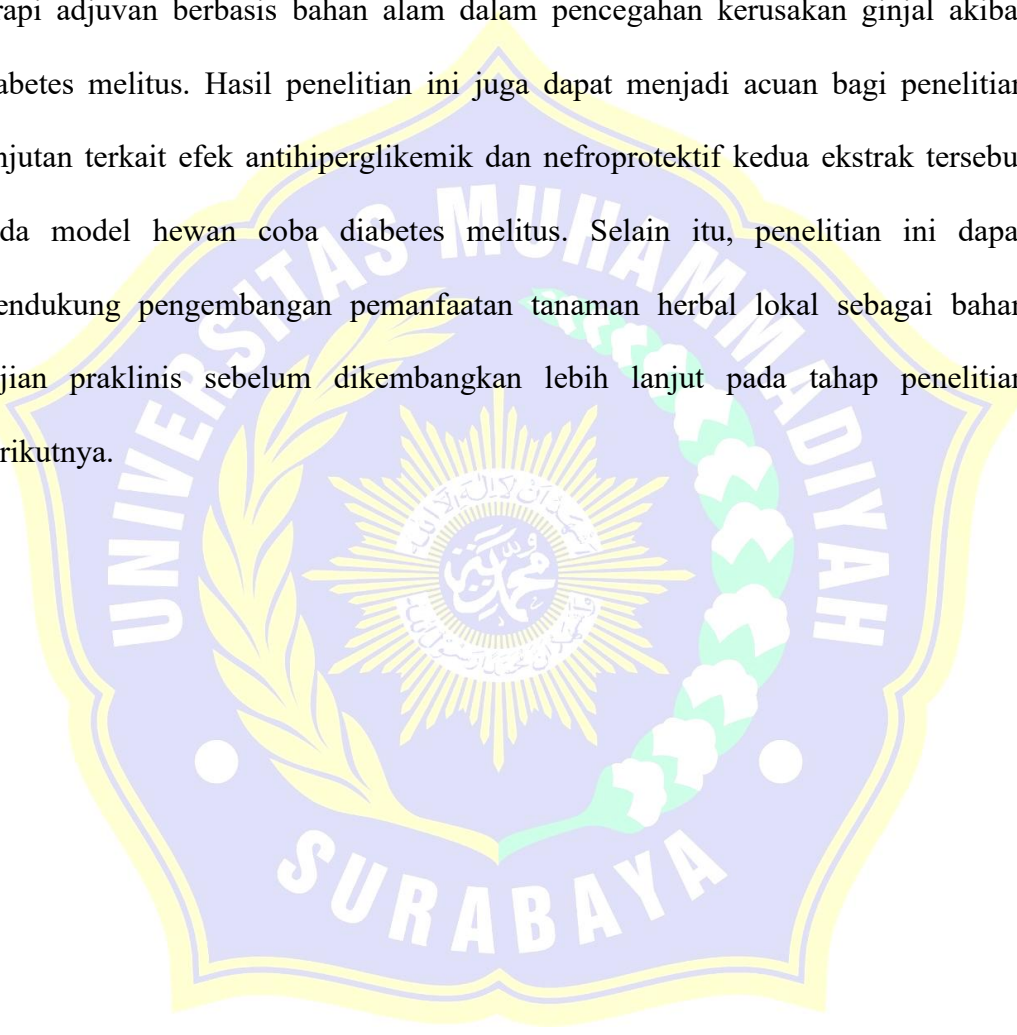 rapi adjuvan berbasis bahan alam dalam pencegahan kerusakan ginjal akiba
abetes melitus. Hasil penelitian ini juga dapat menjadi acuan bagi penelitian
njutan terkait efek antihiperglikemik dan nefroprotektif kedua ekstrak tersebu
da model hewan coba diabetes melitus. Selain itu, penelitian ini dapa
endukung pengembangan pemanfaatan tanaman herbal lokal sebagai bahan
jian praklinis sebelum dikembangkan lebih lanjut pada tahap penelitian
rikutnya.
UNIVERSITAS MUHAMMADIYAH
محمدية
SURABAYA